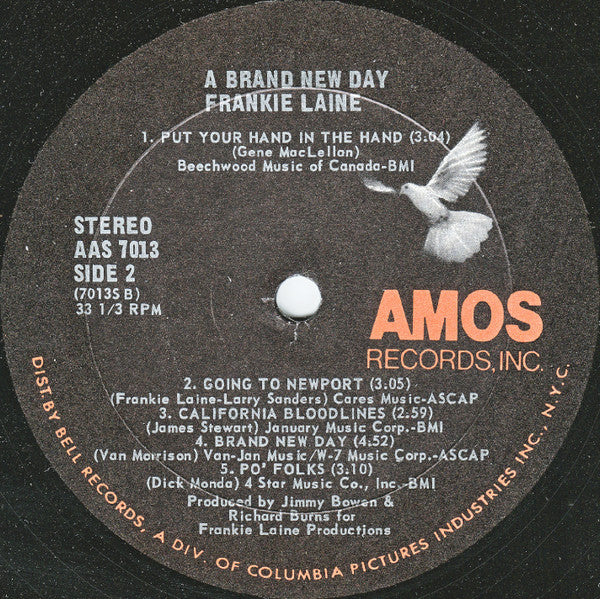 A BRAND NEW DAY
FRANKIE LAINE
1. PUT YOUR HAND IN THE HAND (3:04)
(Gene MacLellan)
Beechwood Music of Canada-BMI
STEREO
AAS 7013
SIDE 2
(7013S B)
33 1/3 RPM
AMOS
RECORDS, INC.
2. GOING TO NEWPORT (3:05)
(Frankie Laine-Larry Sanders) Cares Music-ASCAP
3. CALIFORNIA BLOODLINES (2:59)
(James Stewart) January Music Corp.-BMI
4. BRAND NEW DAY (4:52)
(Van Morrison) Van-Jan Music/W-7 Music Corp.-ASCAP
5. PO' FOLKS (3:10)
(Dick Monda) 4 Star Music Co., Inc.-BMI
Produced by Jimmy Bowen &
Richard Burns for
Frankie Laine Productions
DIST. BY BELL RECORDS, A DIV. OF COLUMBIA PICTURES INDUSTRIES INC., N.Y.C.